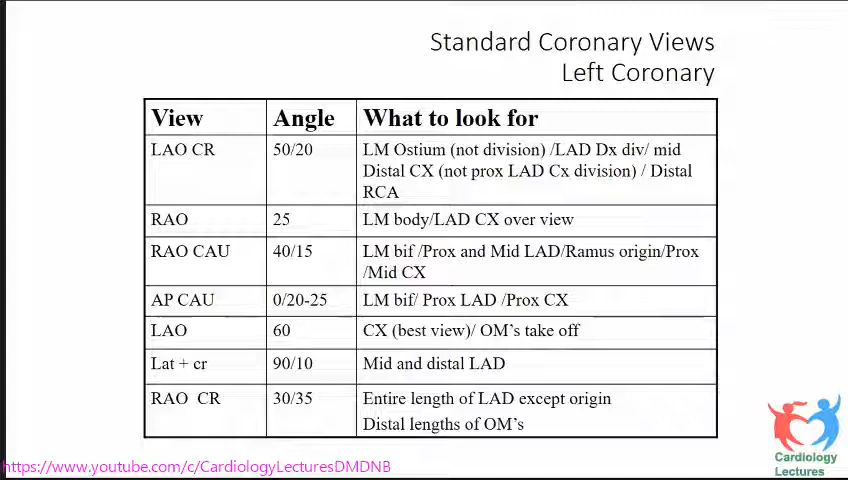 Standard Coronary Views
Left Coronary
View Angle What to look for
LAO CR 50/20 LM Ostium (not division) /LAD Dx div/ mid
Distal CX (not prox LAD Cx division) / Distal
RCA
RAO 25 LM body/LAD CX over view
RAO CAU 40/15 LM bif /Prox and Mid LAD/Ramus origin/Prox
/Mid CX
AP CAU 0/20-25 LM bif/ Prox LAD /Prox CX
LAO 60 CX (best view)/ OM's take off
Lat + cr 90/10 Mid and distal LAD
RAO CR 30/35 Entire length of LAD except origin
Distal lengths of OM's
https://www.youtube.com/c/CardiologyLecturesDMDNB
Cardiology
Lectures